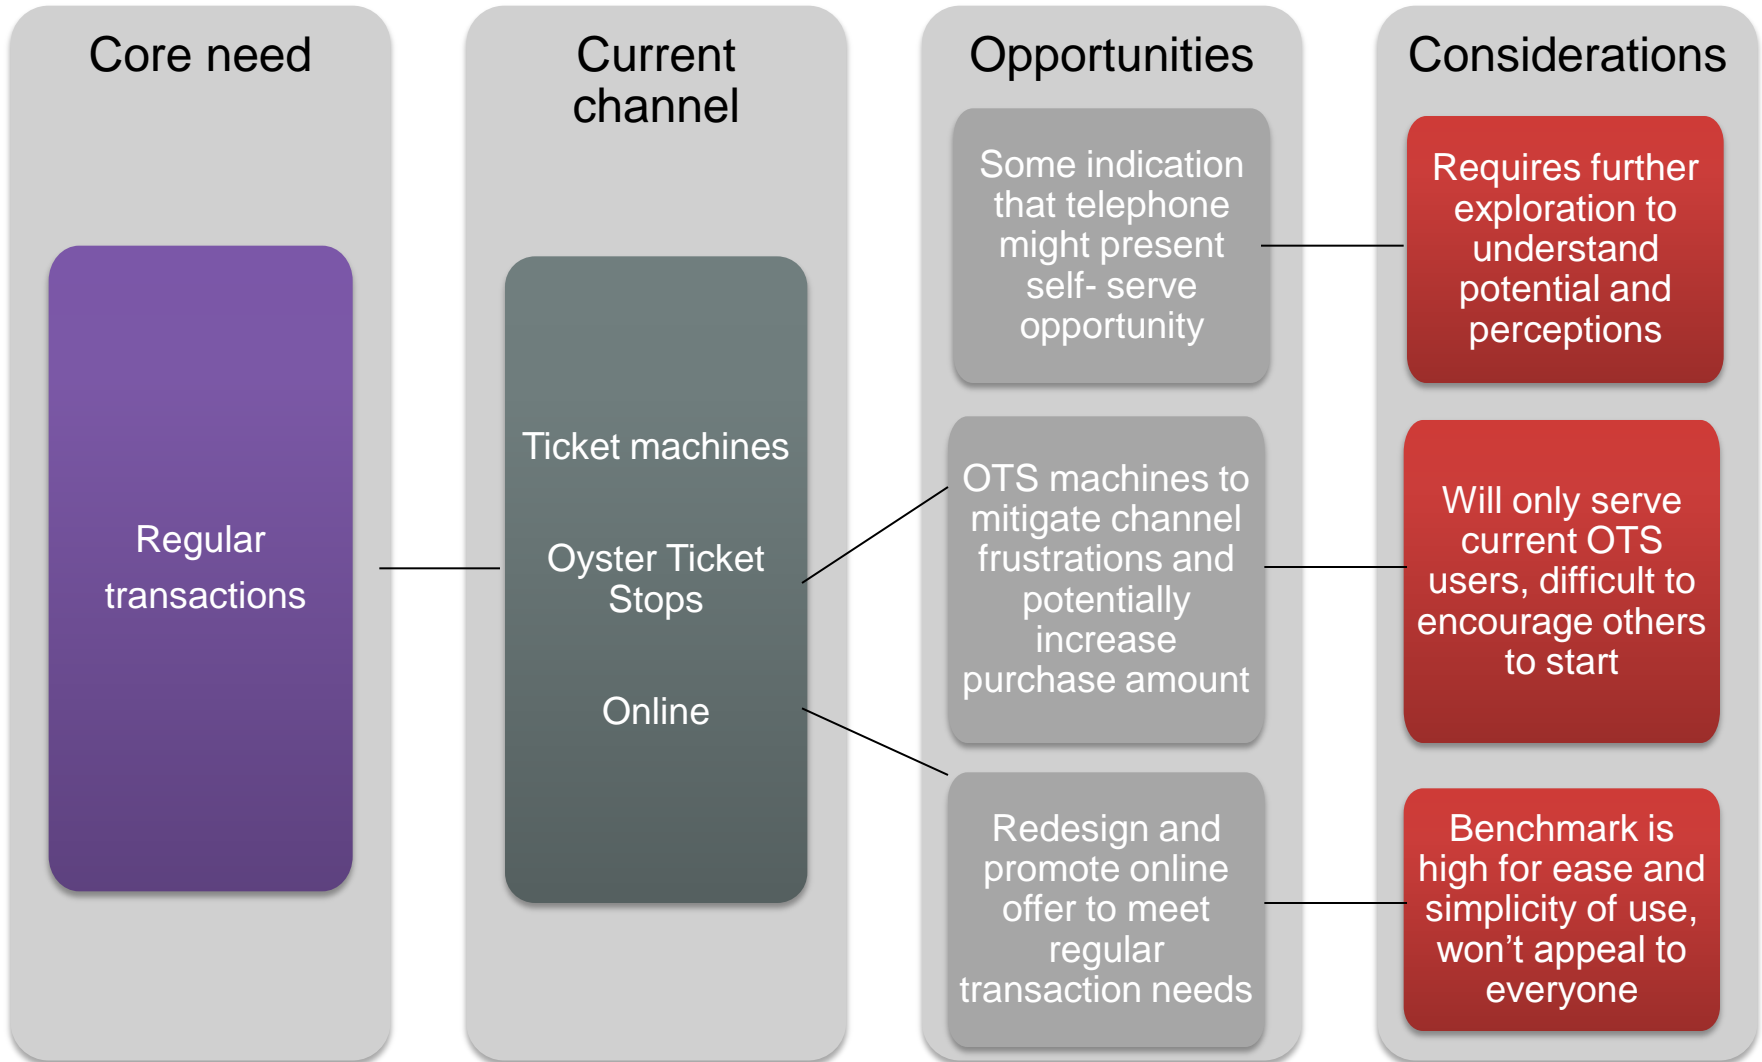 Core need
Regular
transactions
Current
channel
Ticket machines
Oyster Ticket
Stops
Online
Opportunities
Some indication
that telephone
might present
self- serve
opportunity
OTS machines to
mitigate channel
frustrations and
potentially
increase
purchase amount
Redesign and
promote online
offer to meet
regular
transaction needs
Considerations
Requires further
exploration to
understand
potential and
perceptions
Will only serve
current OTS
users, difficult to
encourage others
to start
Benchmark is
high for ease and
simplicity of use,
won’t appeal to
everyone